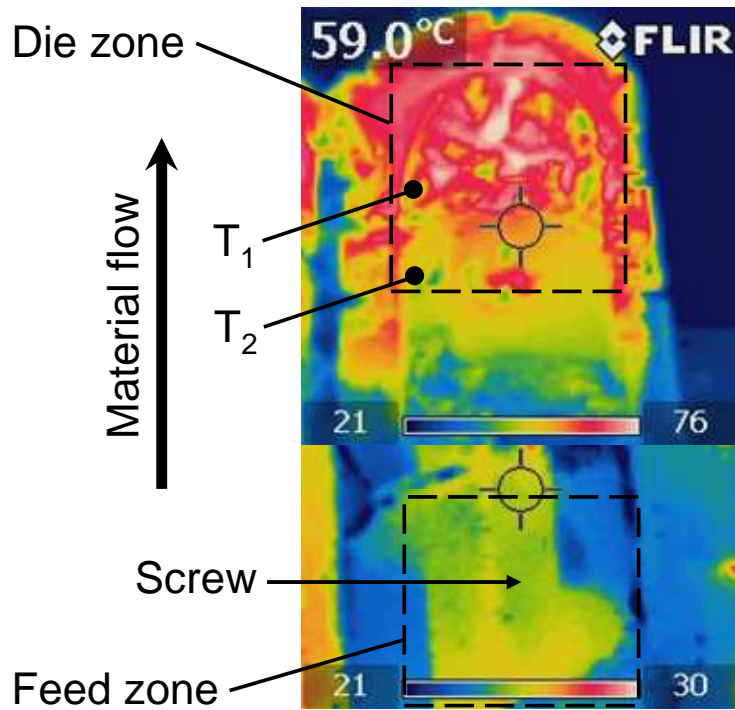 Die zone
59.0°C
FLIR
T1
T2
Material flow
21
76
Screw
Feed zone
21
30